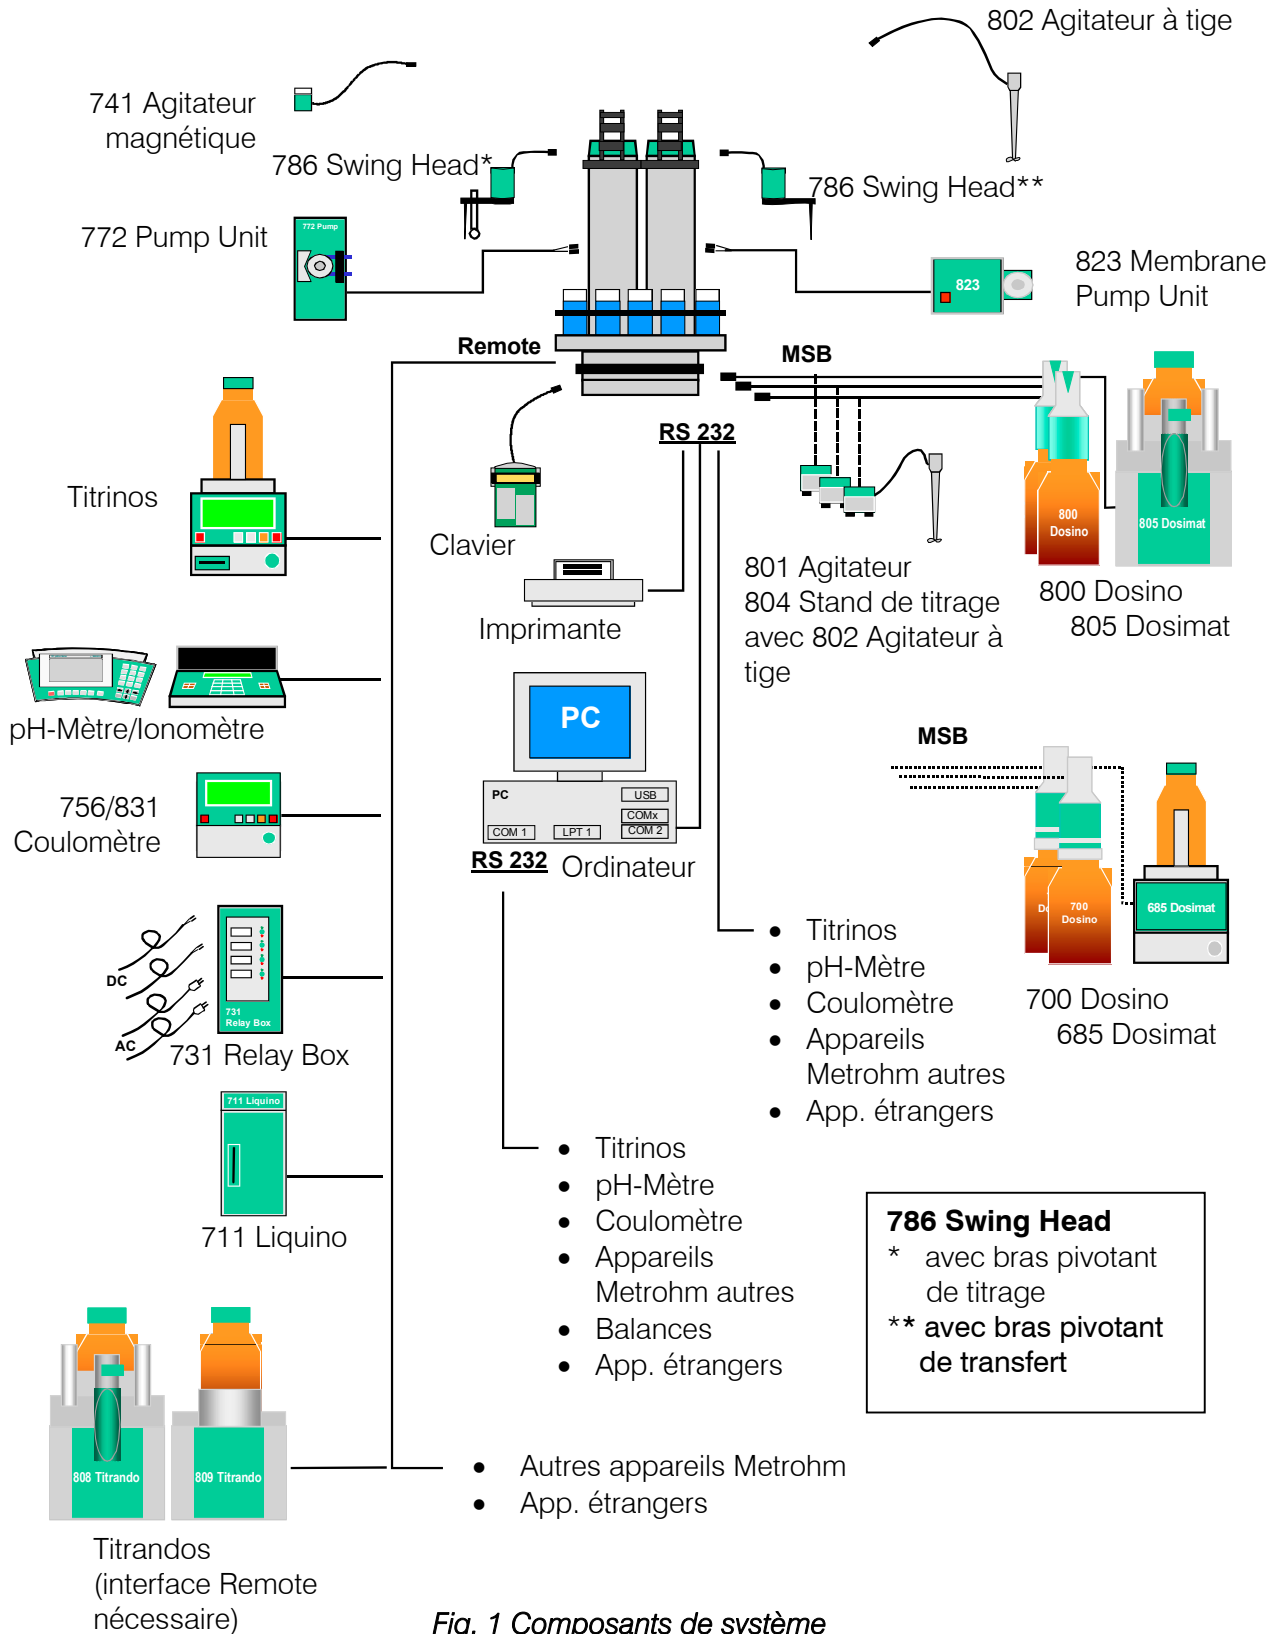 802 Agitateur à tige
741 Agitateur
magnétique
786 Swing Head*
786 Swing Head**
772 Pump Unit
772 Pump
823 Membrane
Pump Unit
823
Remote
MSB
RS 232
Titrinos
Clavier
Imprimante
801 Agitateur
804 Stand de titrage
avec 802 Agitateur à
tige
800
Dosino
805 Dosimat
800 Dosino
805 Dosimat
pH-Mètre/Ionomètre
PC
PC
USB
COMx
COM 1
LPT 1
COM 2
RS 232
Ordinateur
MSB
756/831
Coulomètre
Do
700
Dosino
685 Dosimat
700 Dosino
685 Dosimat
DC
AC
731
Relay Box
731 Relay Box
• Titrinos
• pH-Mètre
• Coulomètre
• Appareils
Metrohm autres
• App. étrangers
711 Liquino
711 Liquino
• Titrinos
• pH-Mètre
• Coulomètre
• Appareils
Metrohm autres
• Balances
• App. étrangers
786 Swing Head
* avec bras pivotant
de titrage
** avec bras pivotant
de transfert
808 Titrando
809 Titrando
• Autres appareils Metrohm
• App. étrangers
Titrandos
(interface Remote
nécessaire)
Fig. 1 Composants de système